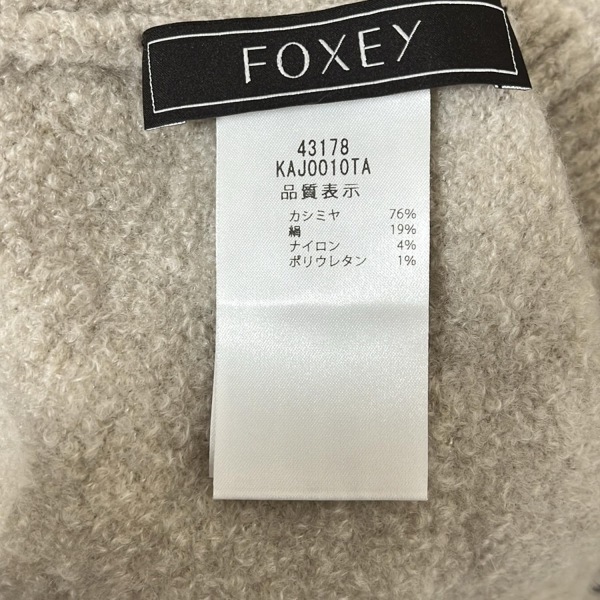 FOXEY
43178
KAJ0010TA
品質表示
カシミヤ 76%
絹 19%
ナイロン 4%
ポリウレタン 1%